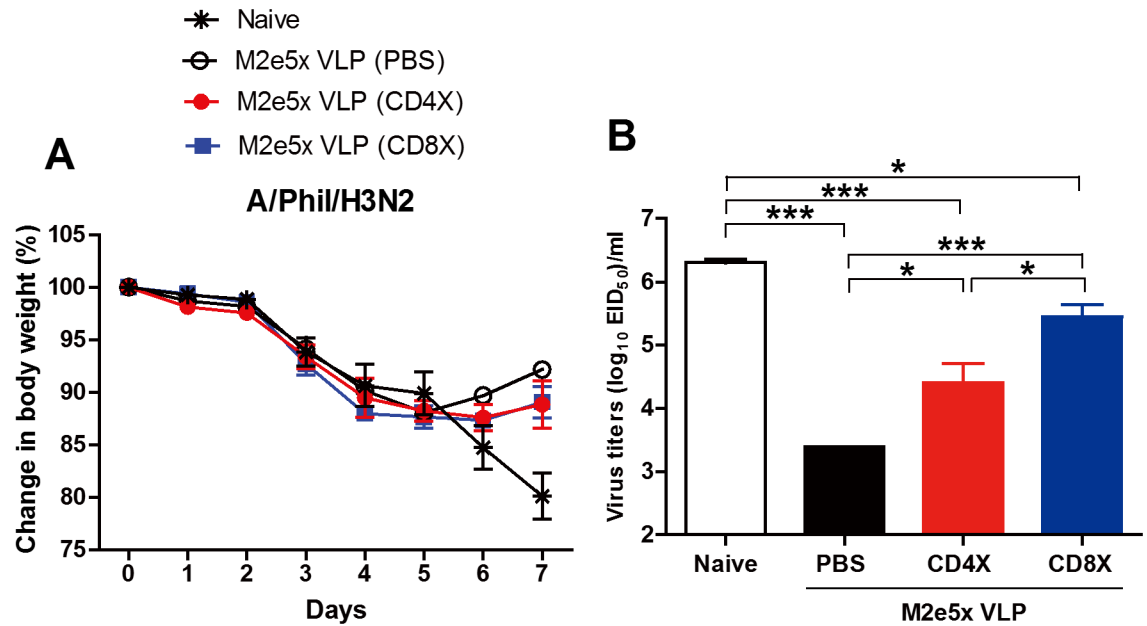 Naive
M2e5x VLP (PBS)
M2e5x VLP (CD4X)
M2e5x VLP (CD8X)
A
A/Phil/H3N2
Change in body weight (%)
105
100
95
90
85
80
75
0 1 2 3 4 5 6 7
Days
B
Virus titers (log10 EID50)/ml
7
6
5
4
3
2
*
***
***
***
*
*
Naive PBS CD4X CD8X
M2e5x VLP